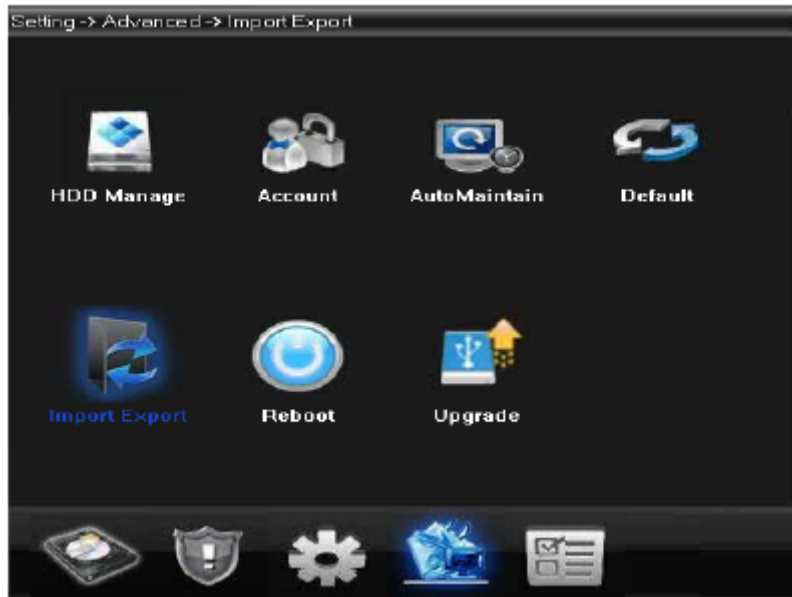 Setting -> Advanced -> Import Export
HDD Manage Account AutoMaintain Default
Import Export Reboot Upgrade